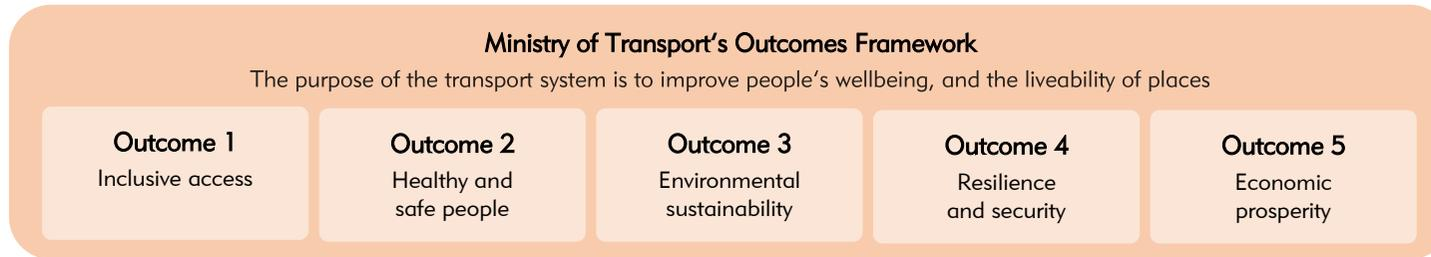 Ministry of Transport’s Outcomes Framework
The purpose of the transport system is to improve people’s wellbeing, and the liveability of places
Outcome 1
Inclusive access
Outcome 2
Healthy and
safe people
Outcome 3
Environmental
sustainability
Outcome 4
Resilience
and security
Outcome 5
Economic
prosperity